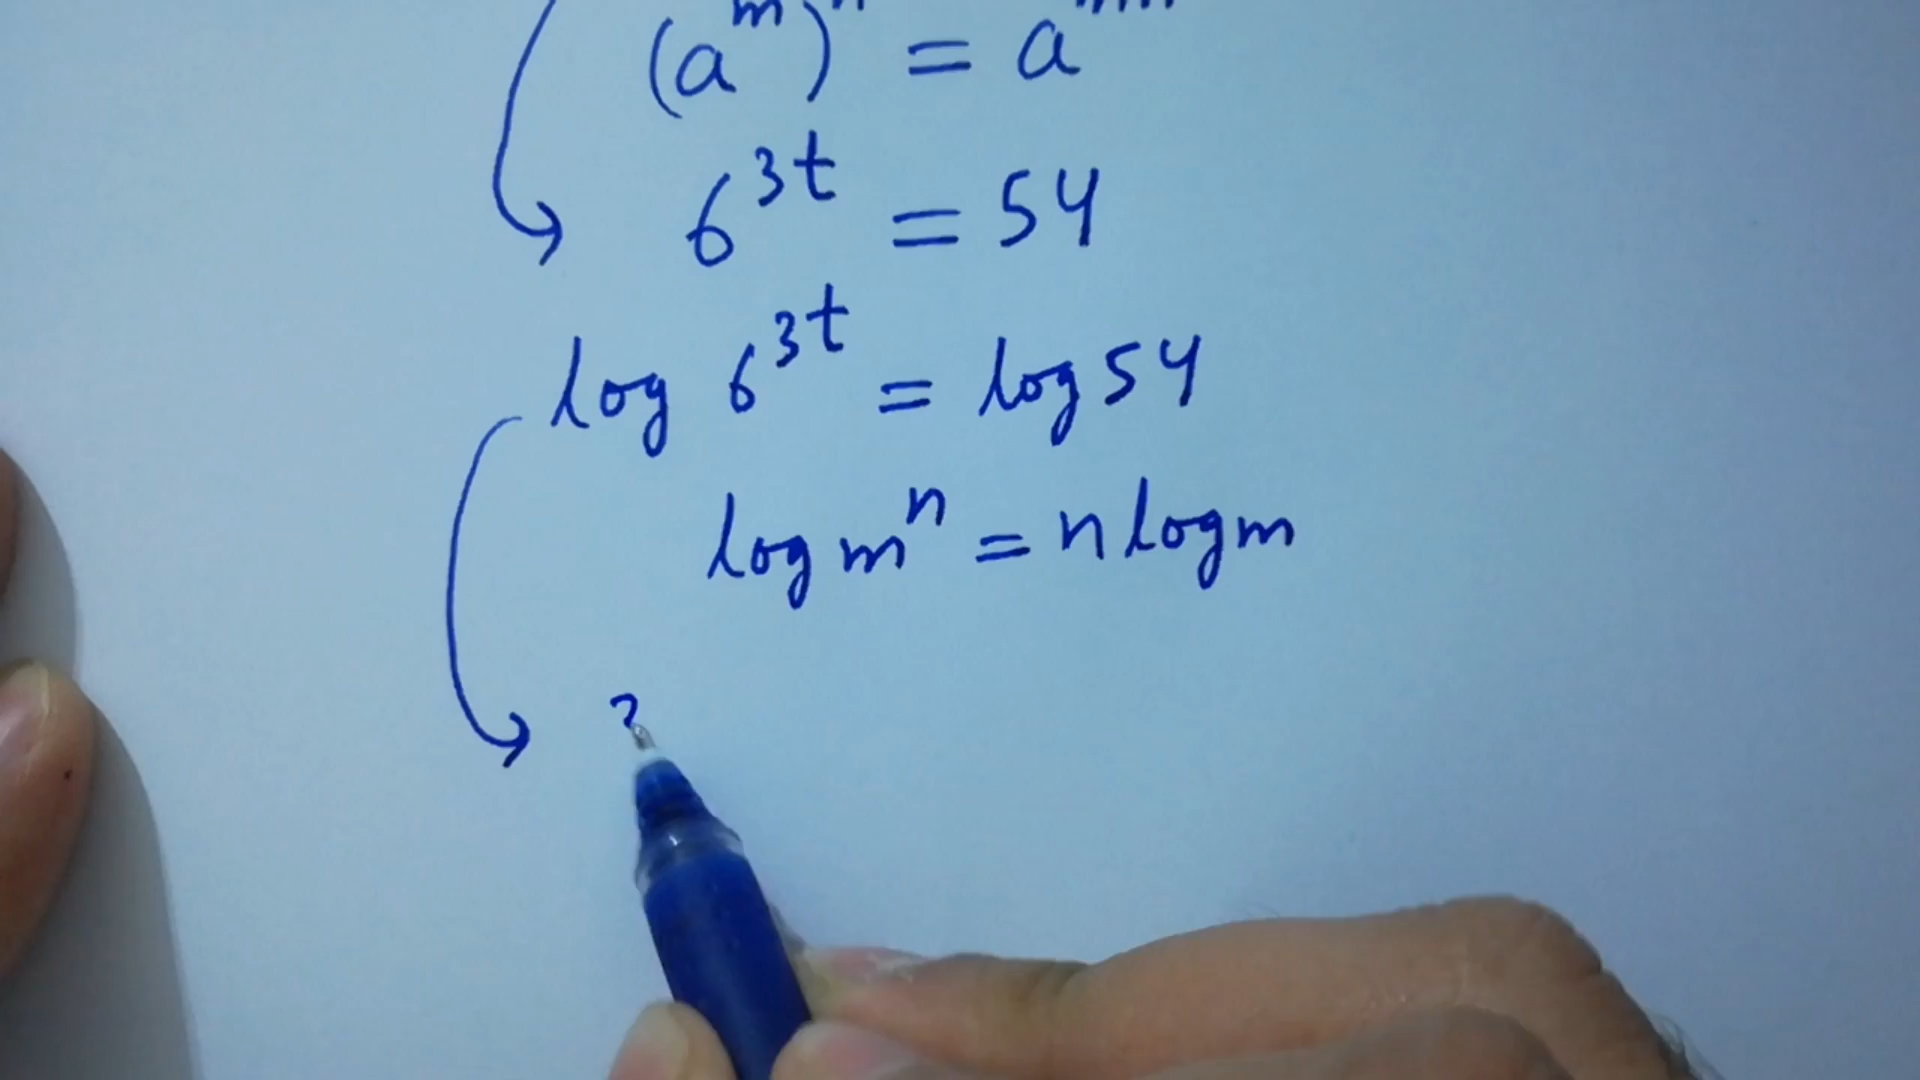 (a^m)^n = a^mn
6^3t = 54
log 6^3t = log 54
log m^n = n log m
3